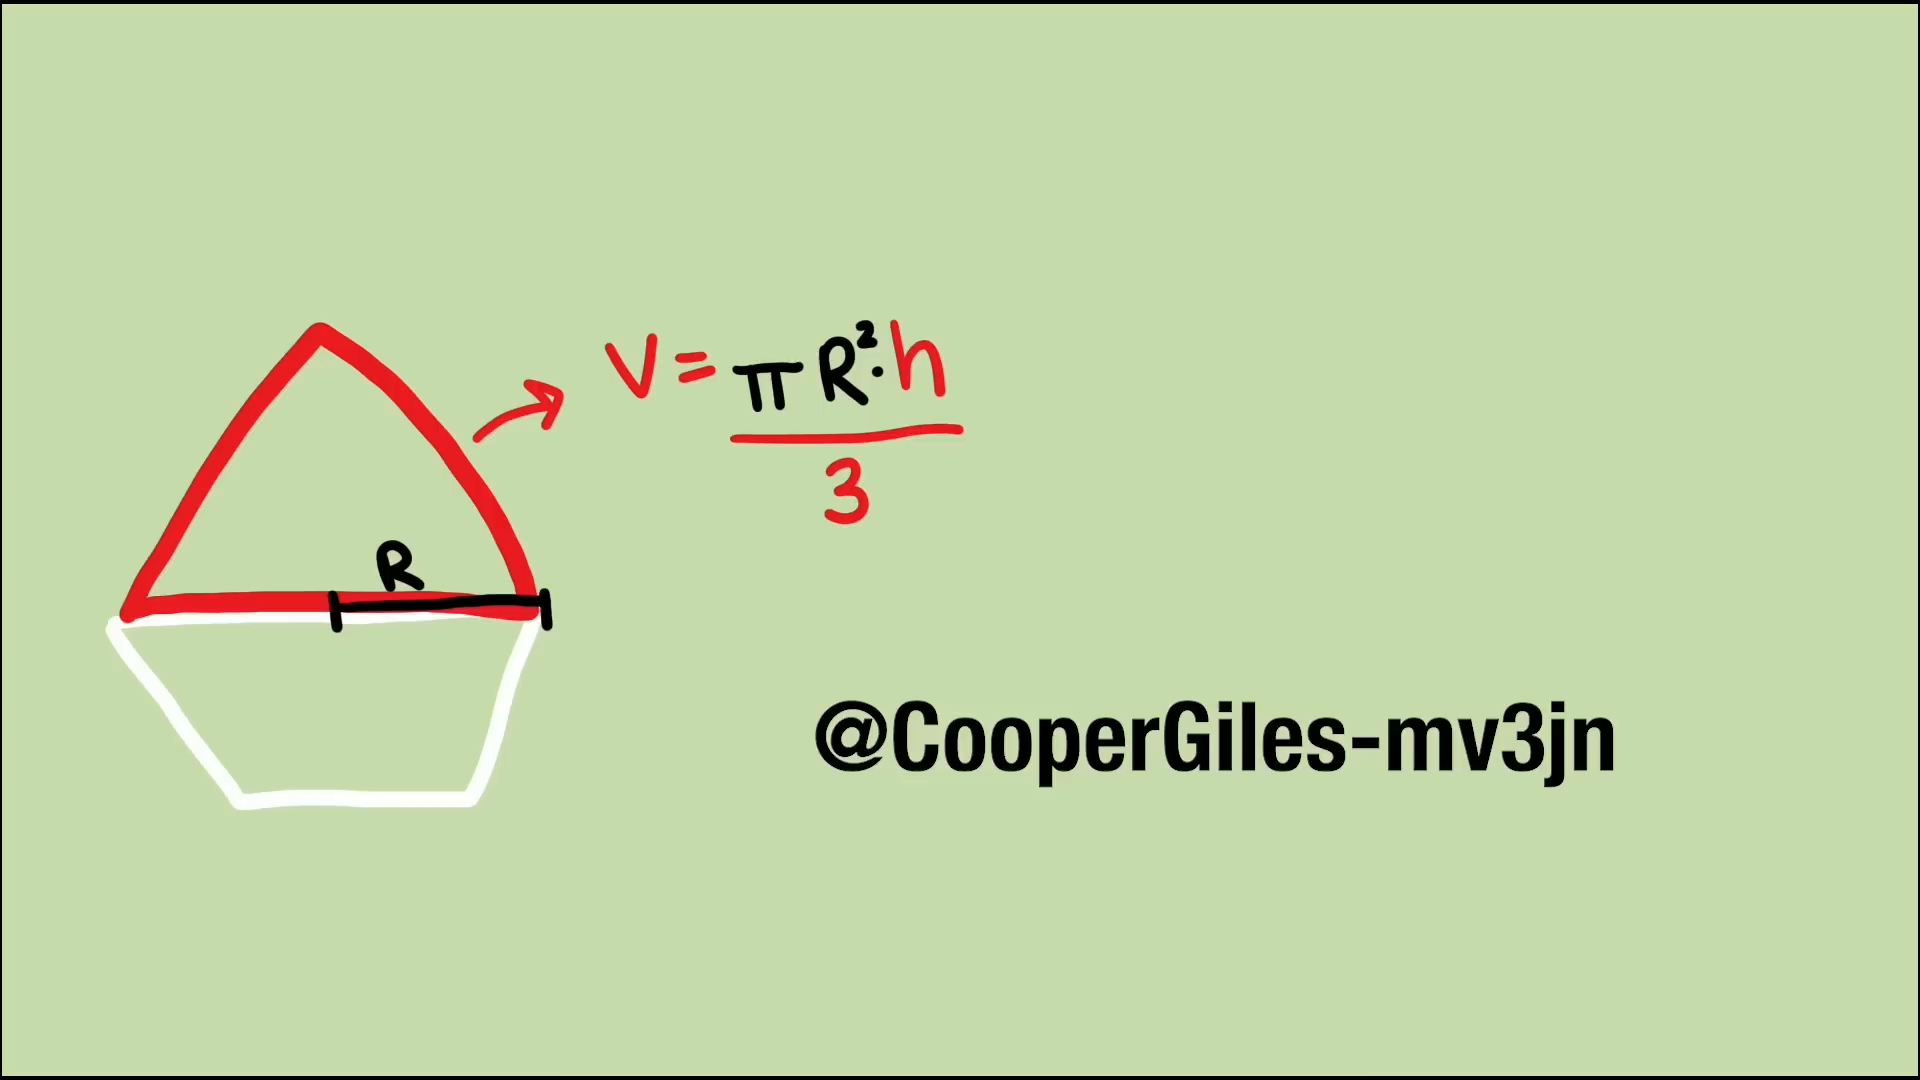 V = πR²·h
3
R
@CooperGiles-mv3jn